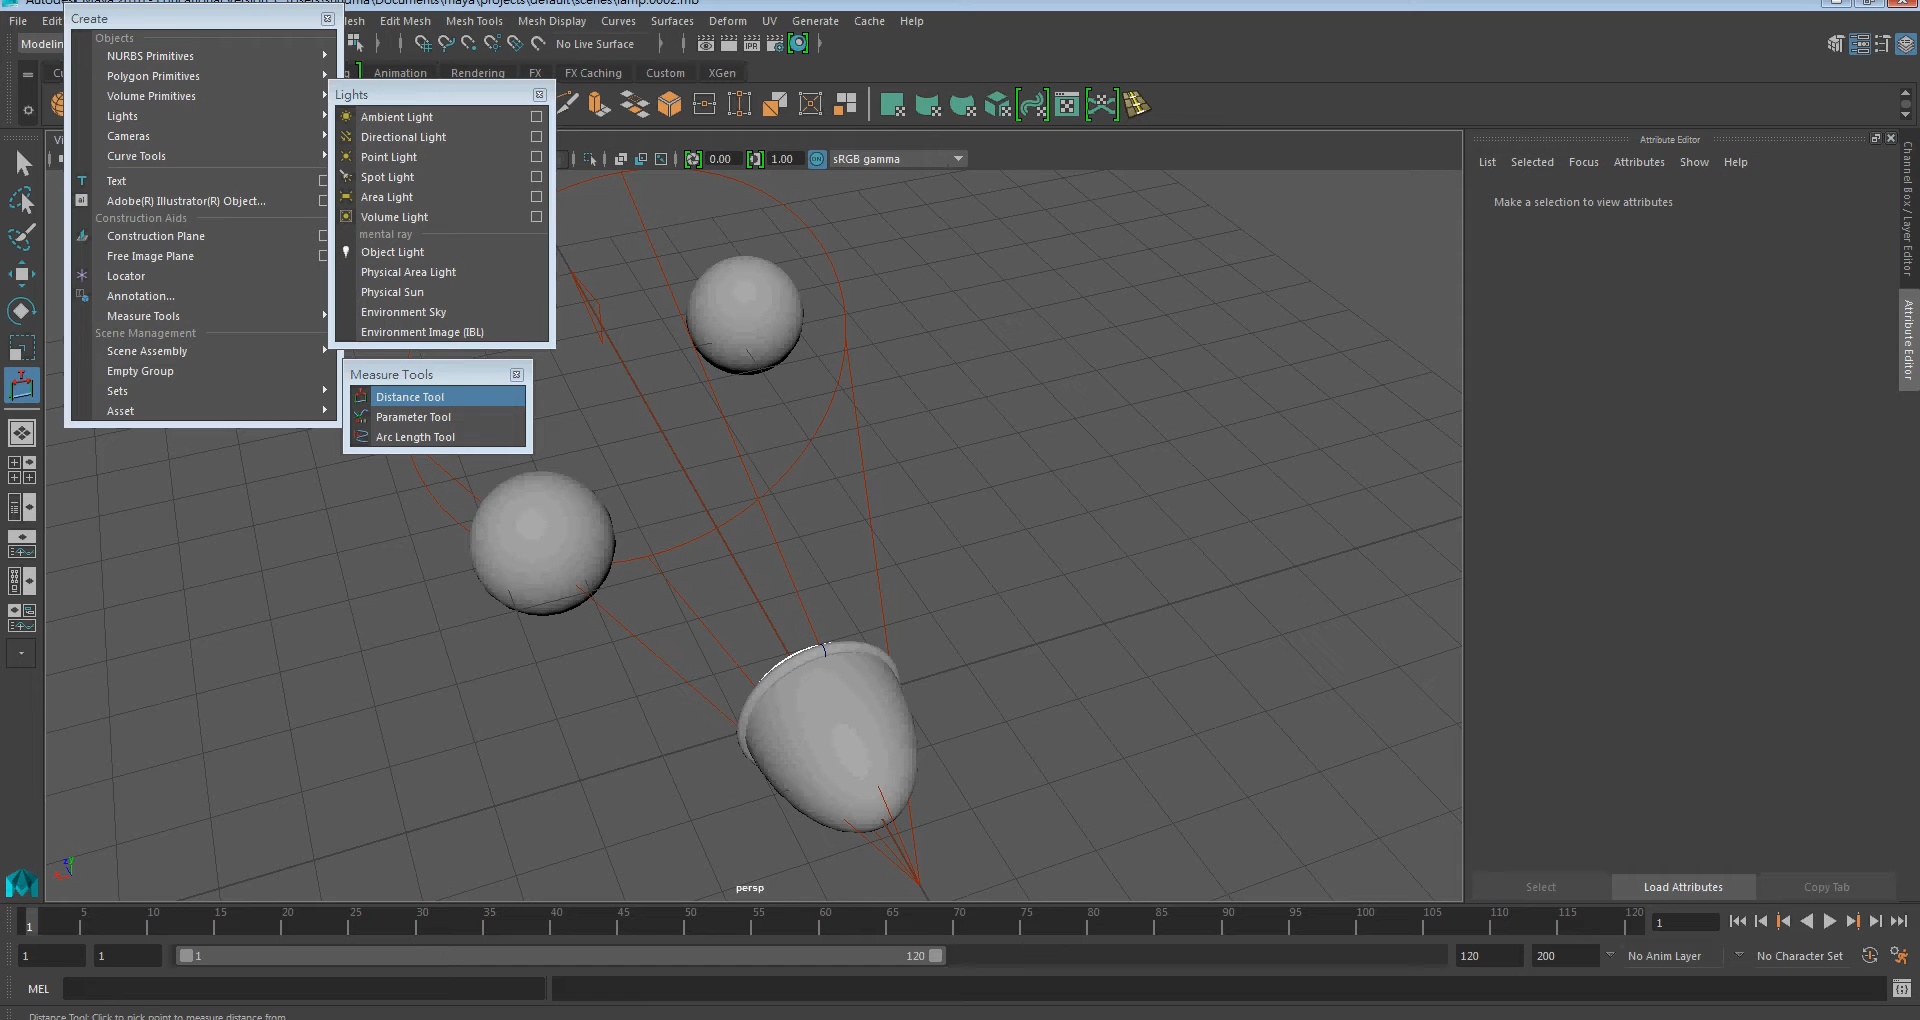 Create
Mesh Edit Mesh Mesh Tools Mesh Display Curves Surfaces Deform UV Generate Cache Help
File Edit
Objects
NURBS Primitives
Polygon Primitives
Volume Primitives
Lights
Cameras
Curve Tools
Text
Adobe(R) Illustrator(R) Object...
Construction Aids
Construction Plane
Free Image Plane
Locator
Annotation...
Measure Tools
Scene Management
Scene Assembly
Empty Group
Sets
Asset
No Live Surface
IPR
Animation Rendering FX FX Caching Custom XGen
Lights
Ambient Light
Directional Light
Point Light
Spot Light
Area Light
Volume Light
mental ray
Object Light
Physical Area Light
Physical Sun
Environment Sky
Environment Image (IBL)
Measure Tools
Distance Tool
Parameter Tool
Arc Length Tool
0.00 1.00 ON sRGB gamma
Attribute Editor
List Selected Focus Attributes Show Help
Make a selection to view attributes
Channel Box / Layer Editor
Attribute Editor
persp
Select Load Attributes Copy Tab
1 5 10 15 20 25 30 35 40 45 50 55 60 65 70 75 80 85 90 95 100 105 110 115 120 1
1 1 1 120 120 200 No Anim Layer No Character Set
MEL
Distance Tool: Click to pick point to measure distance from